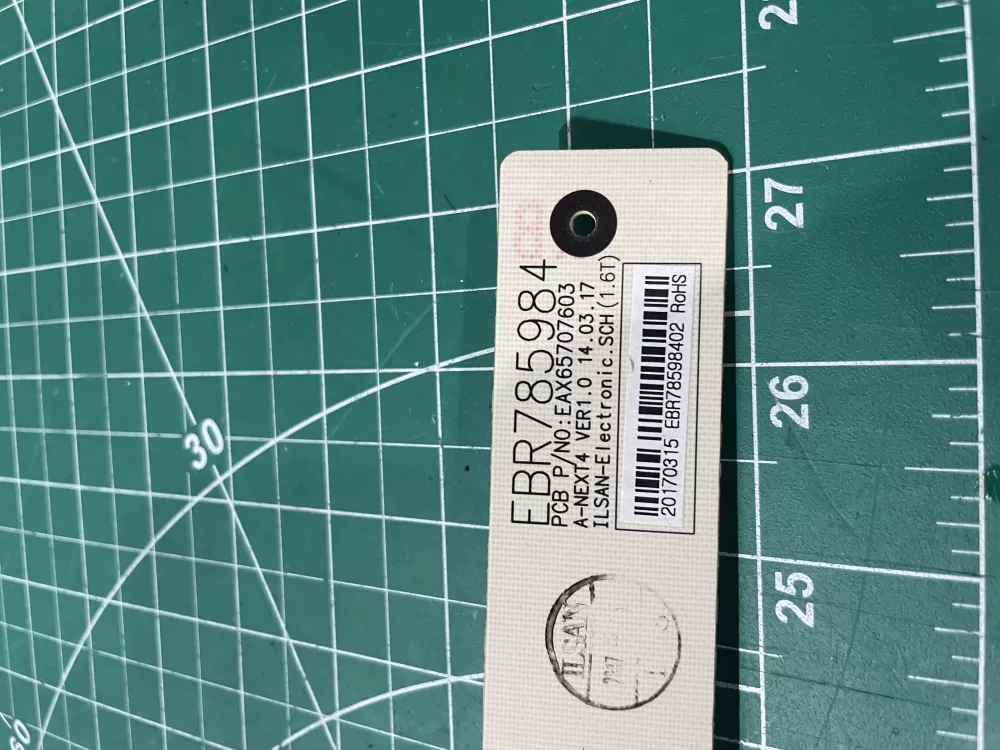 EBR785984
PCB P/NO:EAX65707603
A-NEXT4 VER1.0 14.03.17
ILSAN-Electronic.SCH (1.6T)
20170315 EBR78598402 RoHS
ILSAN
27
26
25
30